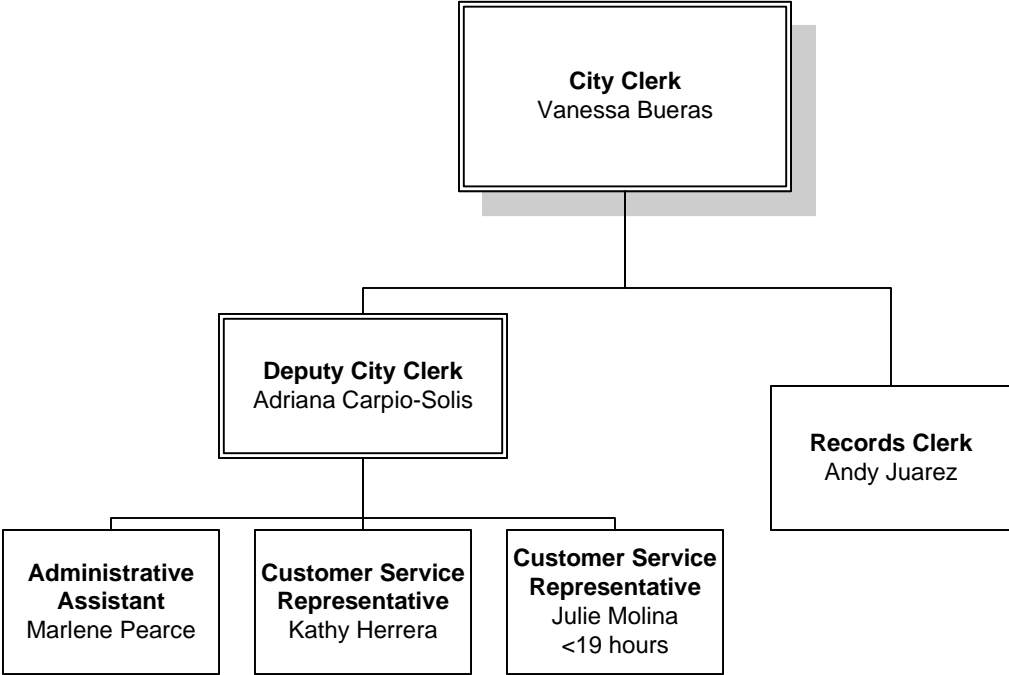 City Clerk
Vanessa Bueras
Deputy City Clerk
Adriana Carpio-Solis
Records Clerk
Andy Juarez
Administrative
Assistant
Marlene Pearce
Customer Service
Representative
Kathy Herrera
Customer Service
Representative
Julie Molina
<19 hours